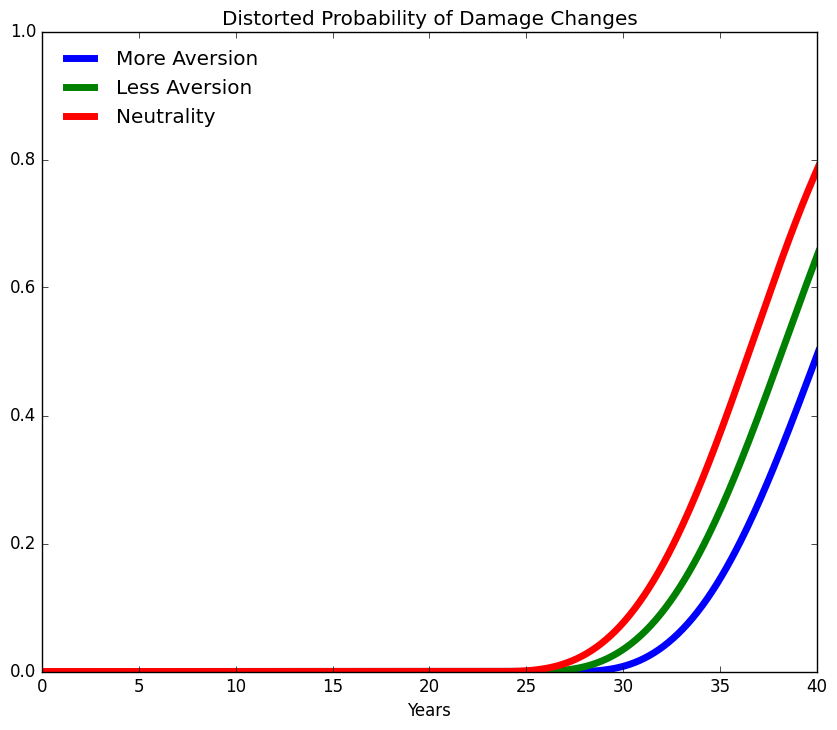 Distorted Probability of Damage Changes
1.0
0.8
0.6
0.4
0.2
0.0
More Aversion
Less Aversion
Neutrality
0 5 10 15 20 25 30 35 40
Years